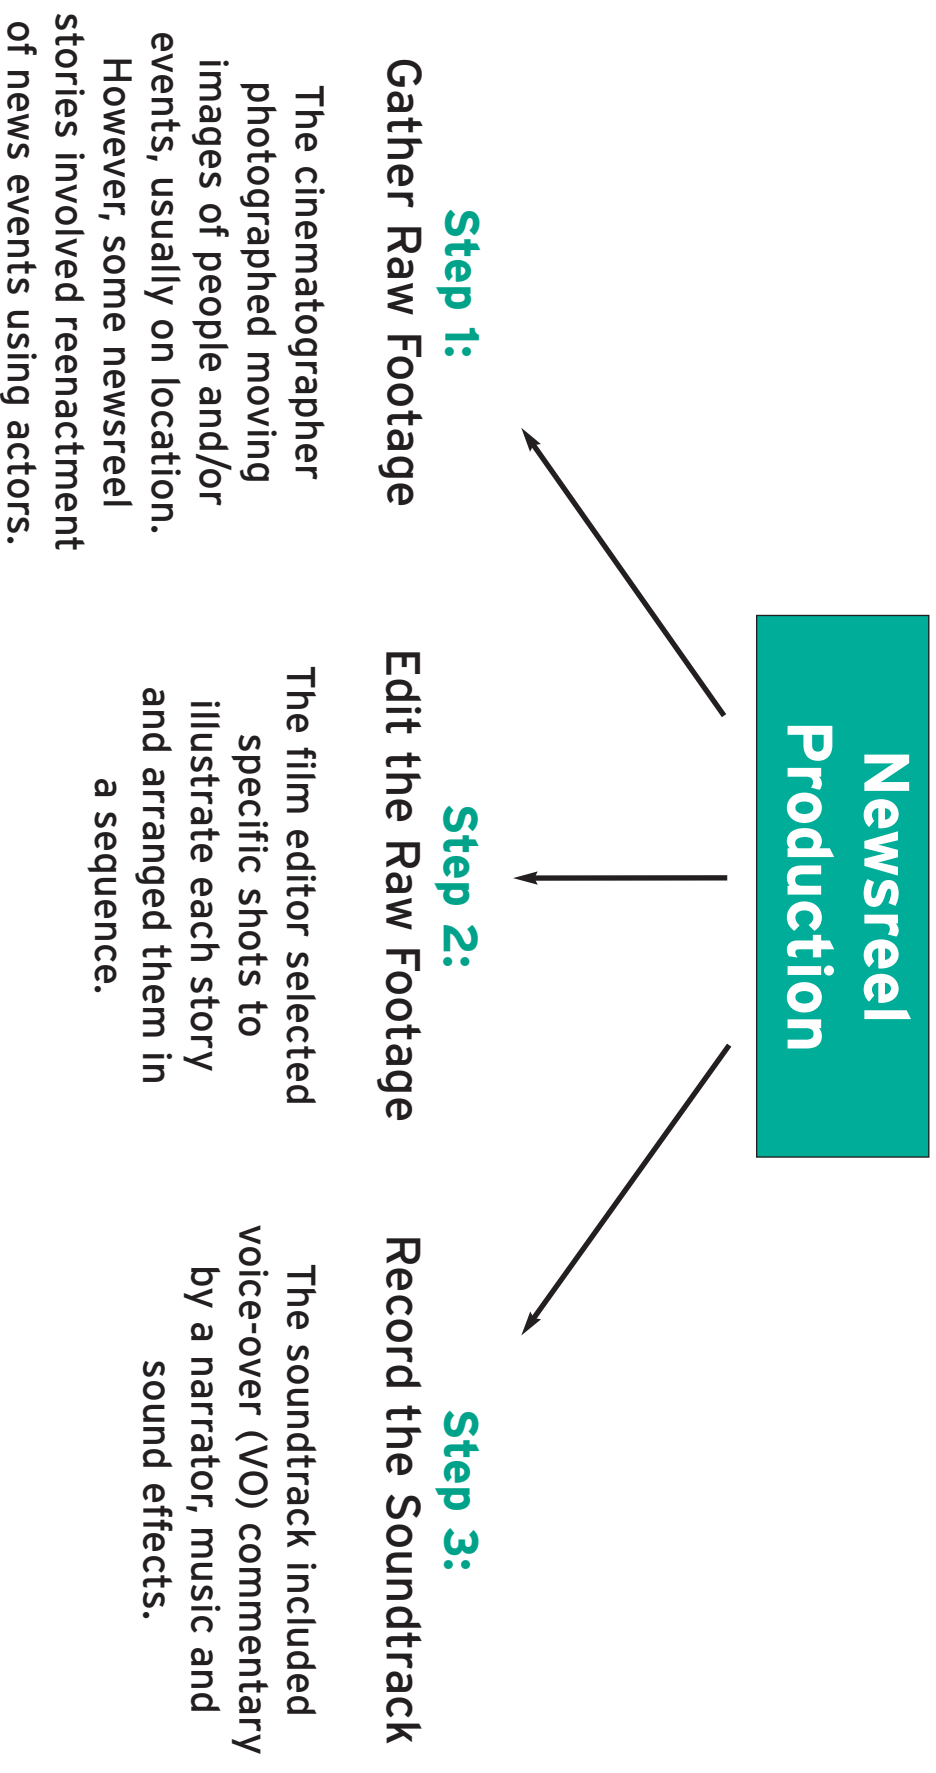 Newsreel
Production
Step 1:
Gather Raw Footage
The cinematographer
photographed moving
images of people and/or
events, usually on location.
However, some newsreel
stories involved reenactment
of news events using actors.
Step 2:
Edit the Raw Footage
The film editor selected
specific shots to
illustrate each story
and arranged them in
a sequence.
Step 3:
Record the Soundtrack
The soundtrack included
voice-over (VO) commentary
by a narrator, music and
sound effects.